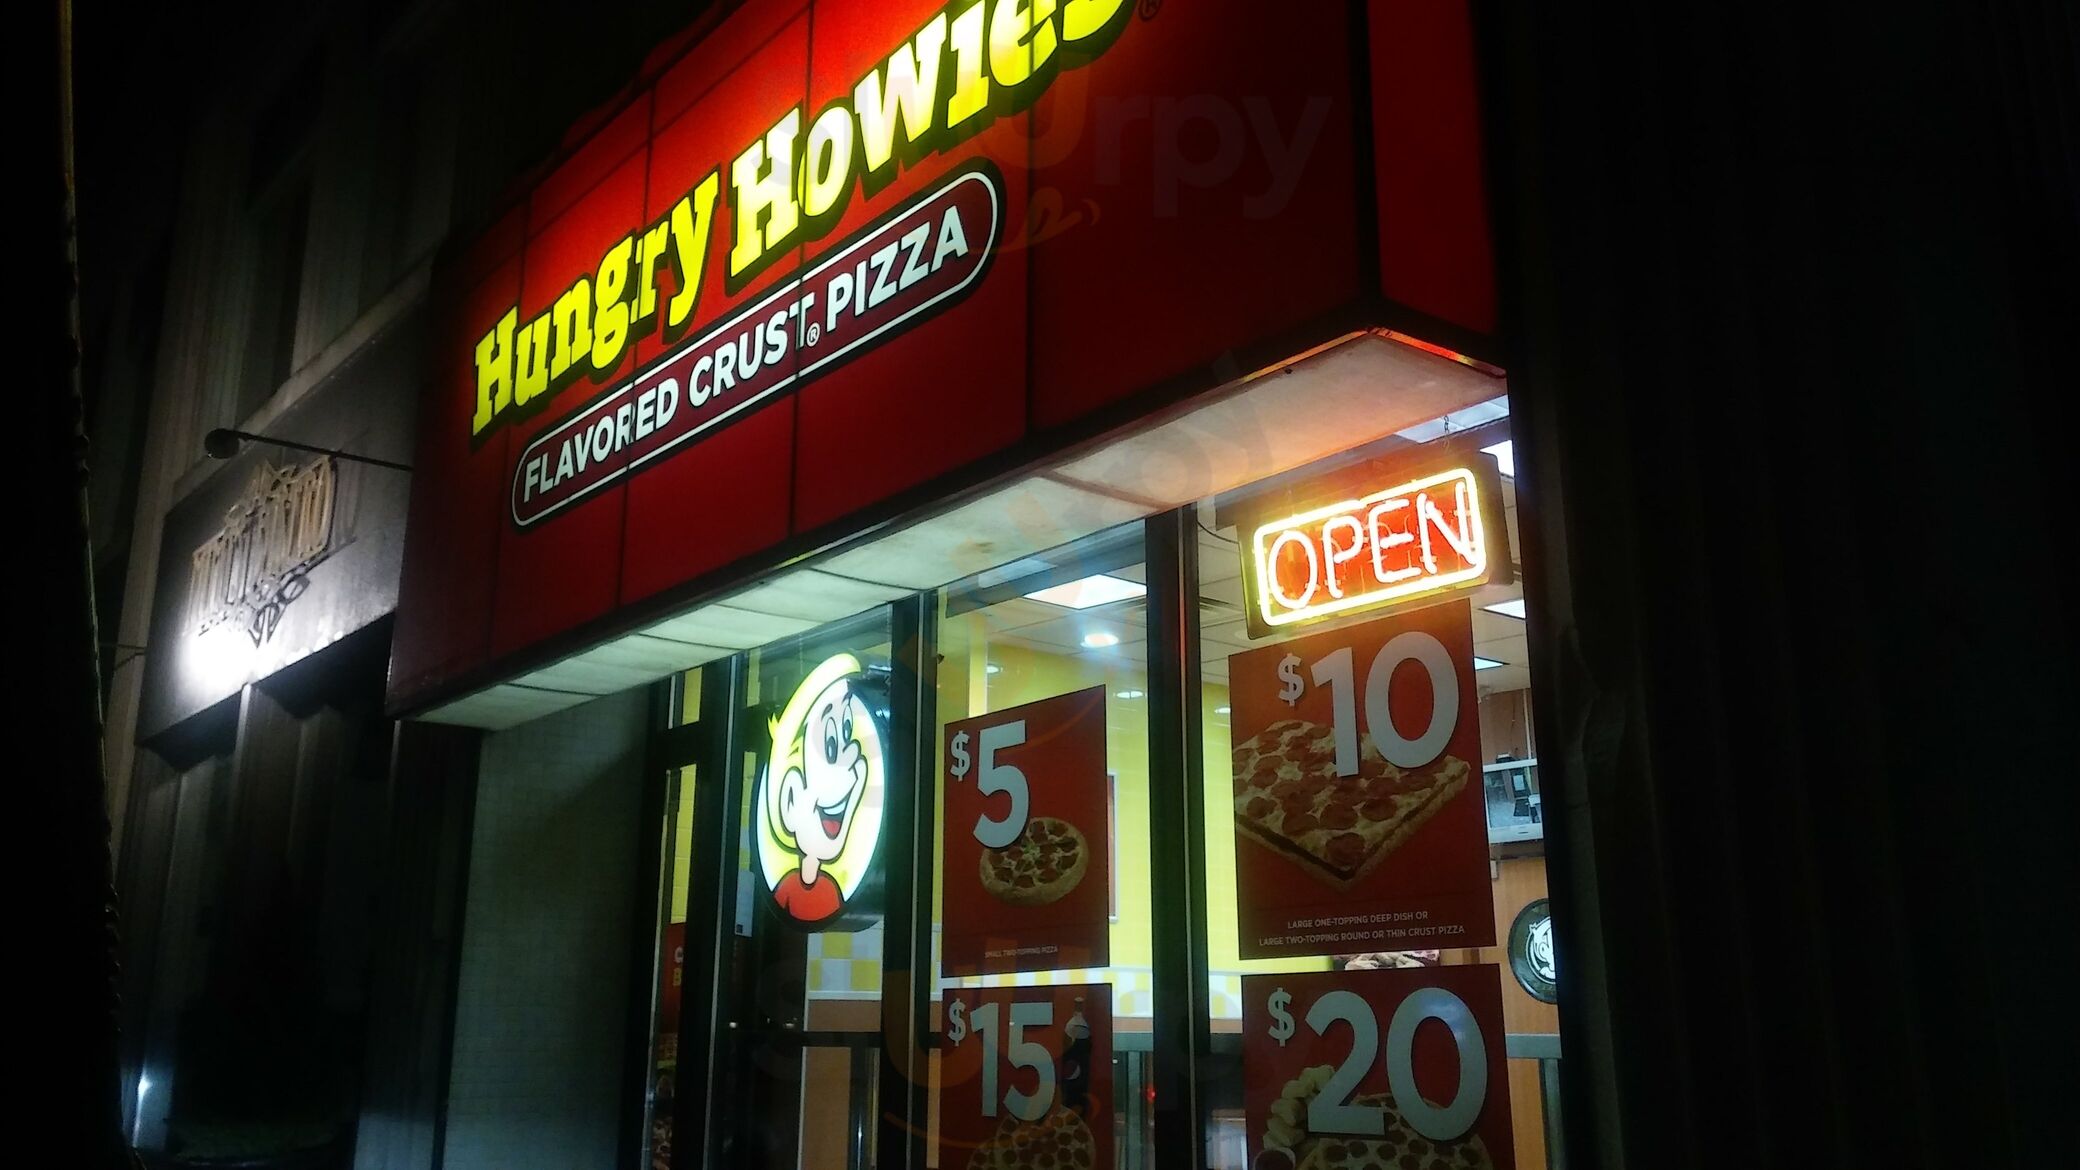 Hungry Howies®
FLAVORED CRUST® PIZZA
OPEN
$5
SMALL TWO-TOPPING PIZZA
$10
LARGE ONE-TOPPING DEEP DISH OR
LARGE TWO-TOPPING ROUND OR THIN CRUST PIZZA
$15
$20